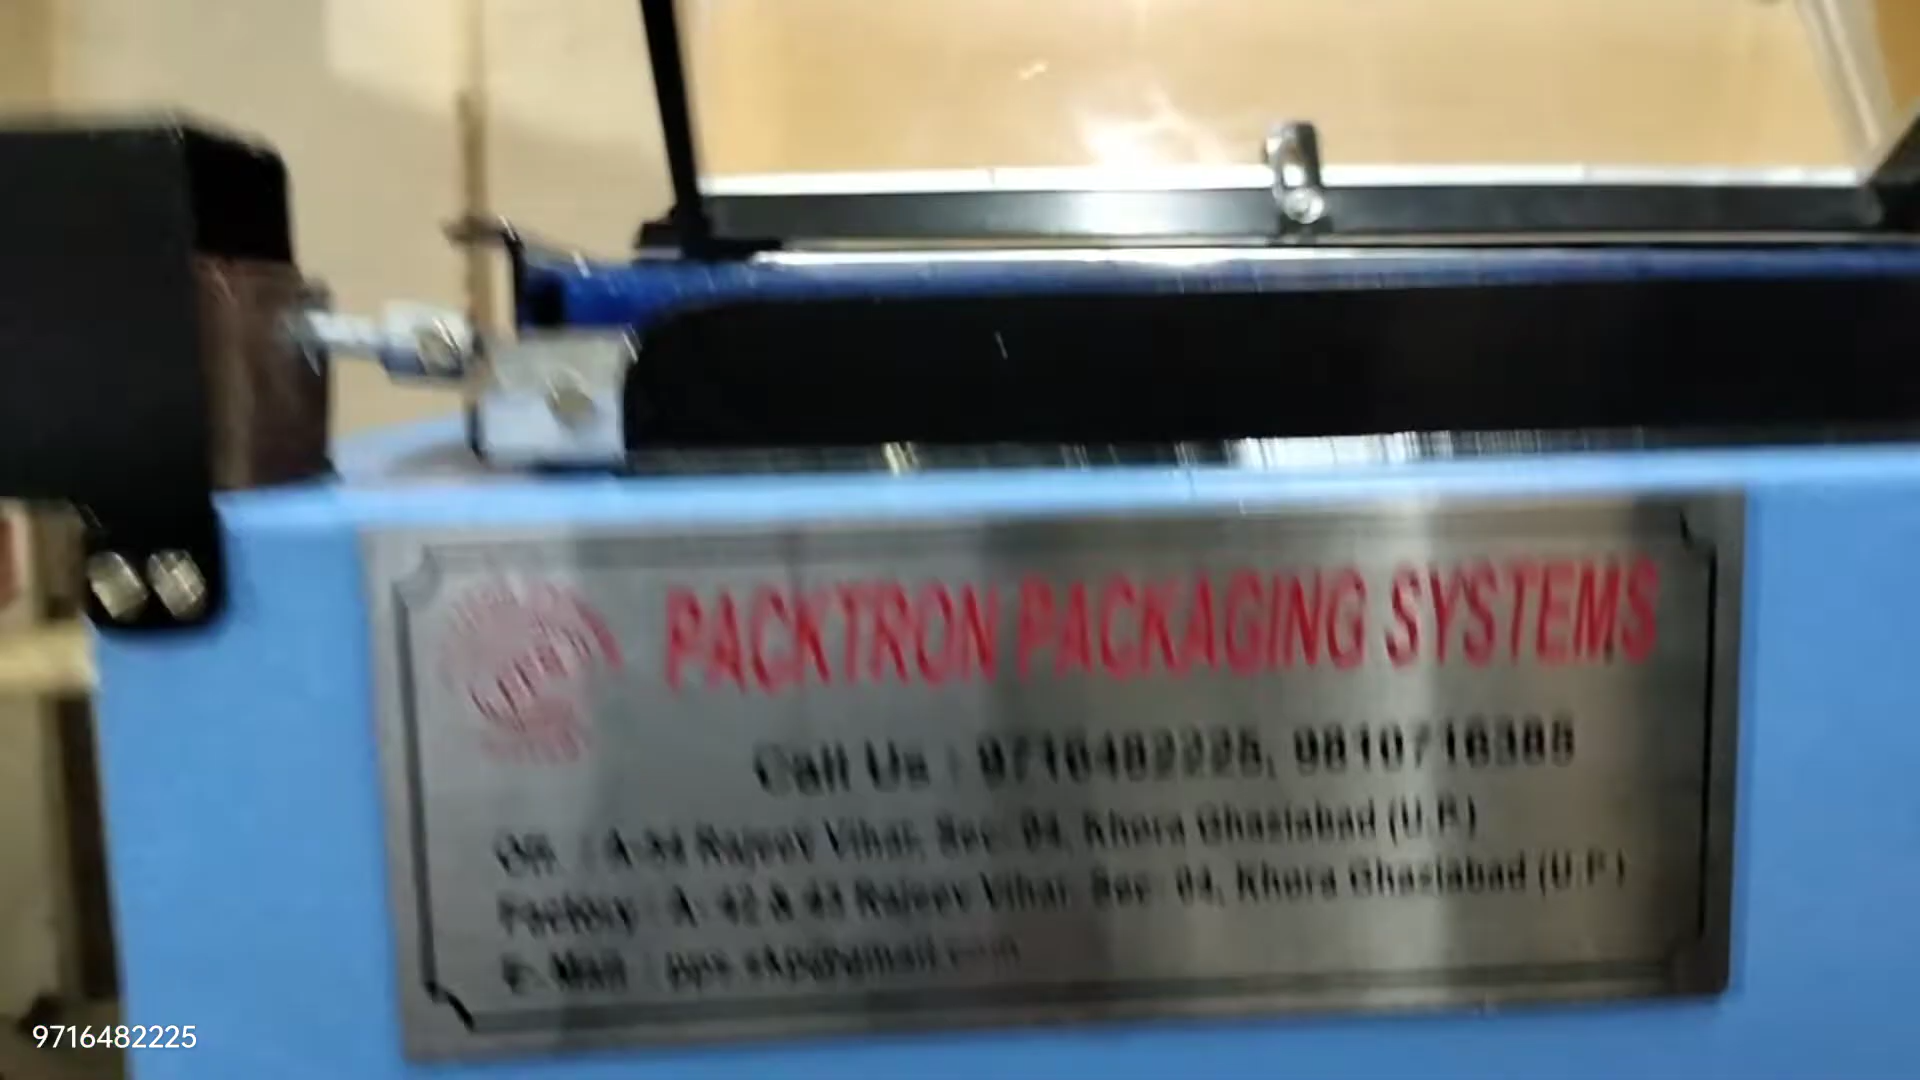 PACKTRON PACKAGING SYSTEMS
Call Us : 9716482225, 9810716385
Off. : A-84 Rajeev Vihar, Sec- 04, Khora Ghaziabad (U.P.)
Factory : A- 42 & 43 Rajeev Vihar Sec- 04, Khora Ghaziabad (U.P.)
E-Mail :
9716482225